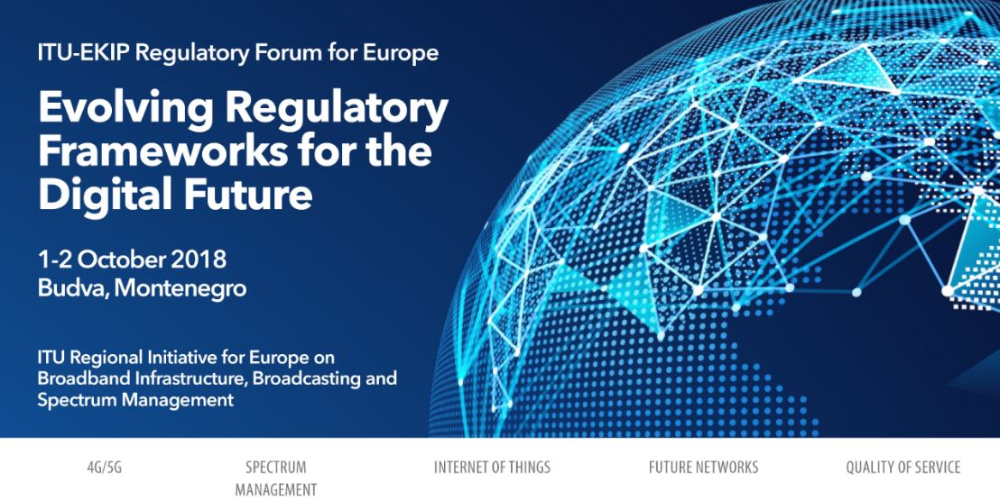 ITU-EKIP Regulatory Forum for Europe
Evolving Regulatory
Frameworks for the
Digital Future
1-2 October 2018
Budva, Montenegro
ITU Regional Initiative for Europe on
Broadband Infrastructure, Broadcasting and
Spectrum Management
4G/5G
SPECTRUM
MANAGEMENT
INTERNET OF THINGS
FUTURE NETWORKS
QUALITY OF SERVICE